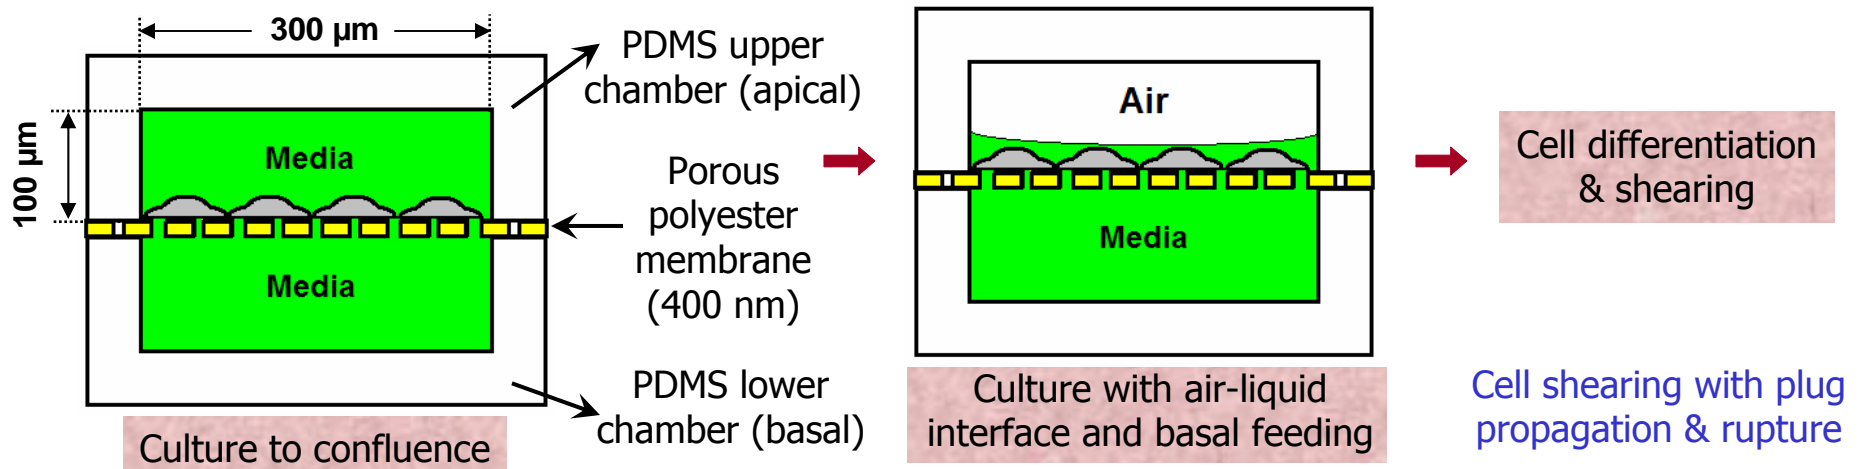 300 µm
100 µm
Media
Media
PDMS upper
chamber (apical)
Porous
polyester
membrane
(400 nm)
PDMS lower
chamber (basal)
Culture to confluence
Air
Media
Culture with air-liquid
interface and basal feeding
Cell differentiation
& shearing
Cell shearing with plug
propagation & rupture